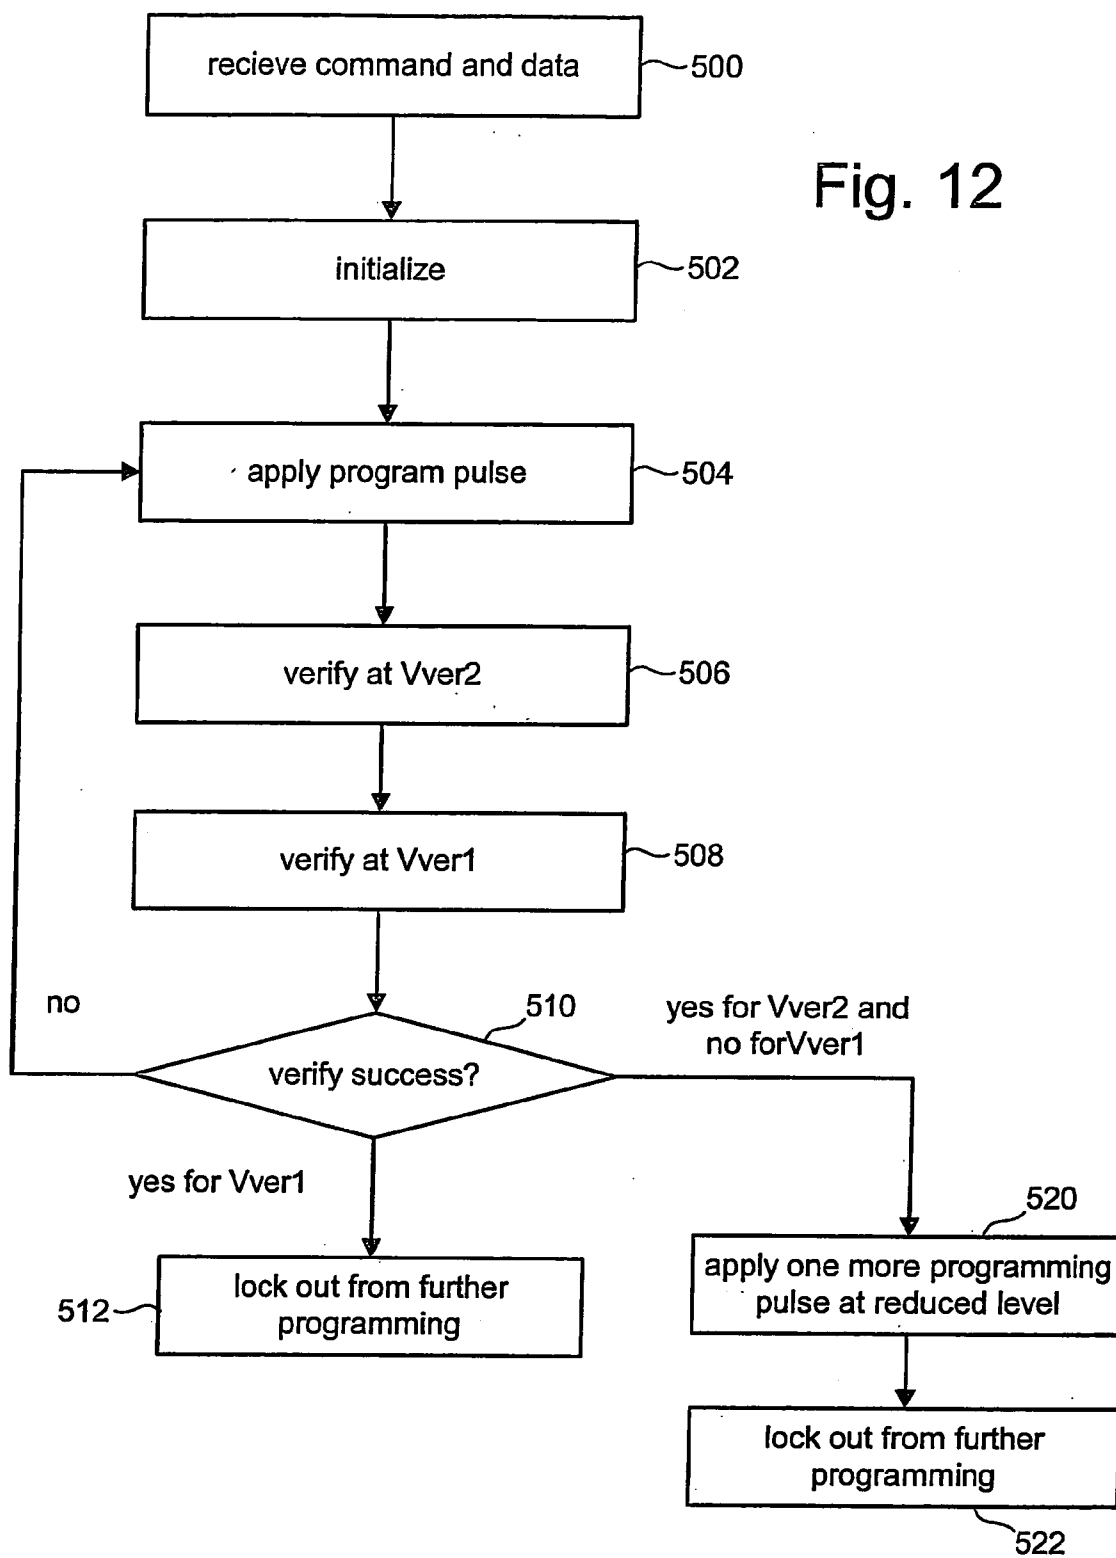 recieve command and data
500
Fig. 12
initialize
502
apply program pulse
504
verify at Vver2
506
verify at Vver1
508
no
510
yes for Vver2 and
no forVver1
verify success?
yes for Vver1
520
512
lock out from further
programming
apply one more programming
pulse at reduced level
lock out from further
programming
522